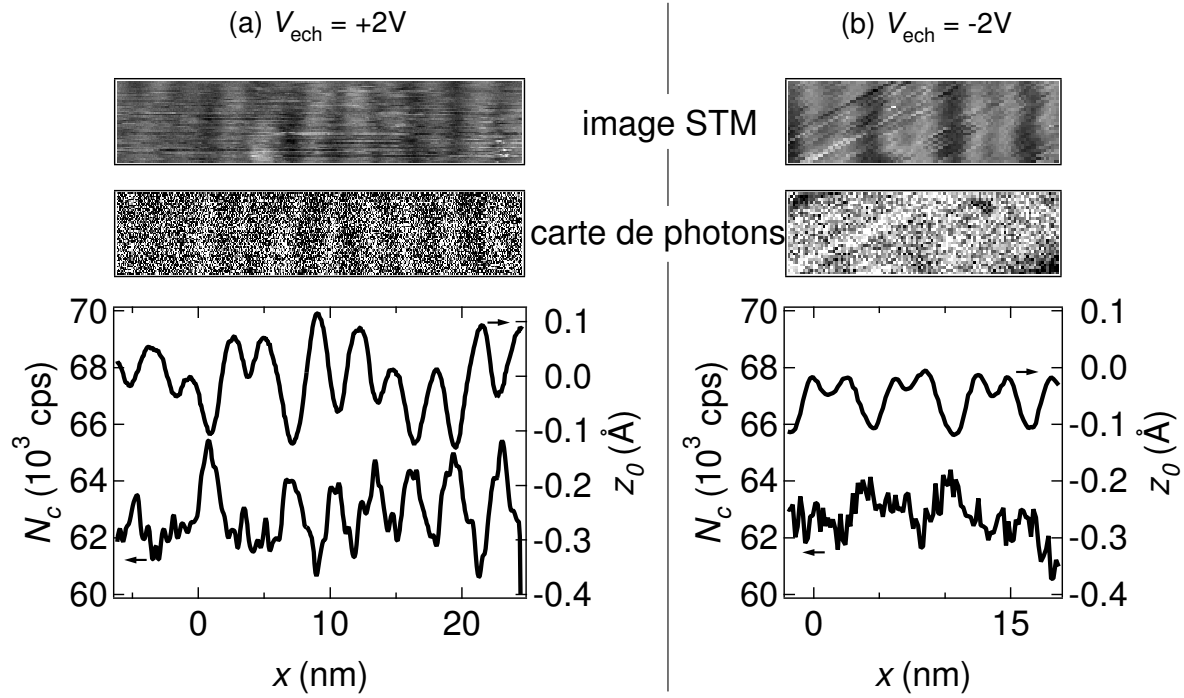 (a) V_ech = +2V
(b) V_ech = -2V
image STM
carte de photons
70
68
66
64
62
60
N_c (10^3 cps)
0.1
0.0
-0.1
-0.2
-0.3
-0.4
z_0 (Å)
0
10
20
x (nm)
70
68
66
64
62
60
N_c (10^3 cps)
0.1
0.0
-0.1
-0.2
-0.3
-0.4
z_0 (Å)
0
15
x (nm)